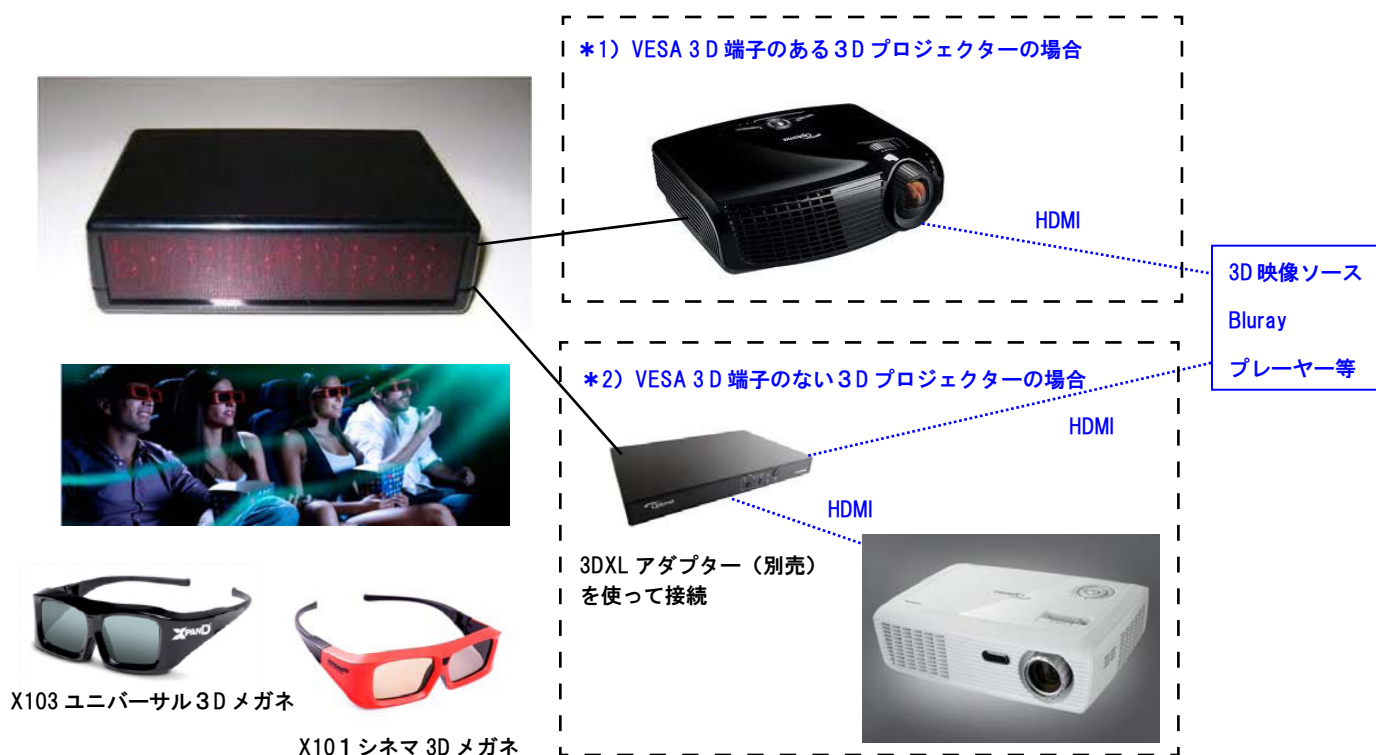 *1) VESA 3D 端子のある3D プロジェクターの場合
Optoma
HDMI
3D 映像ソース
Bluray
プレーヤー等
*2) VESA 3D 端子のない3D プロジェクターの場合
HDMI
Optoma
HDMI
3DXL アダプター(別売)
を使って接続
XPAND
X103 ユニバーサル3D メガネ
X101 シネマ 3D メガネ